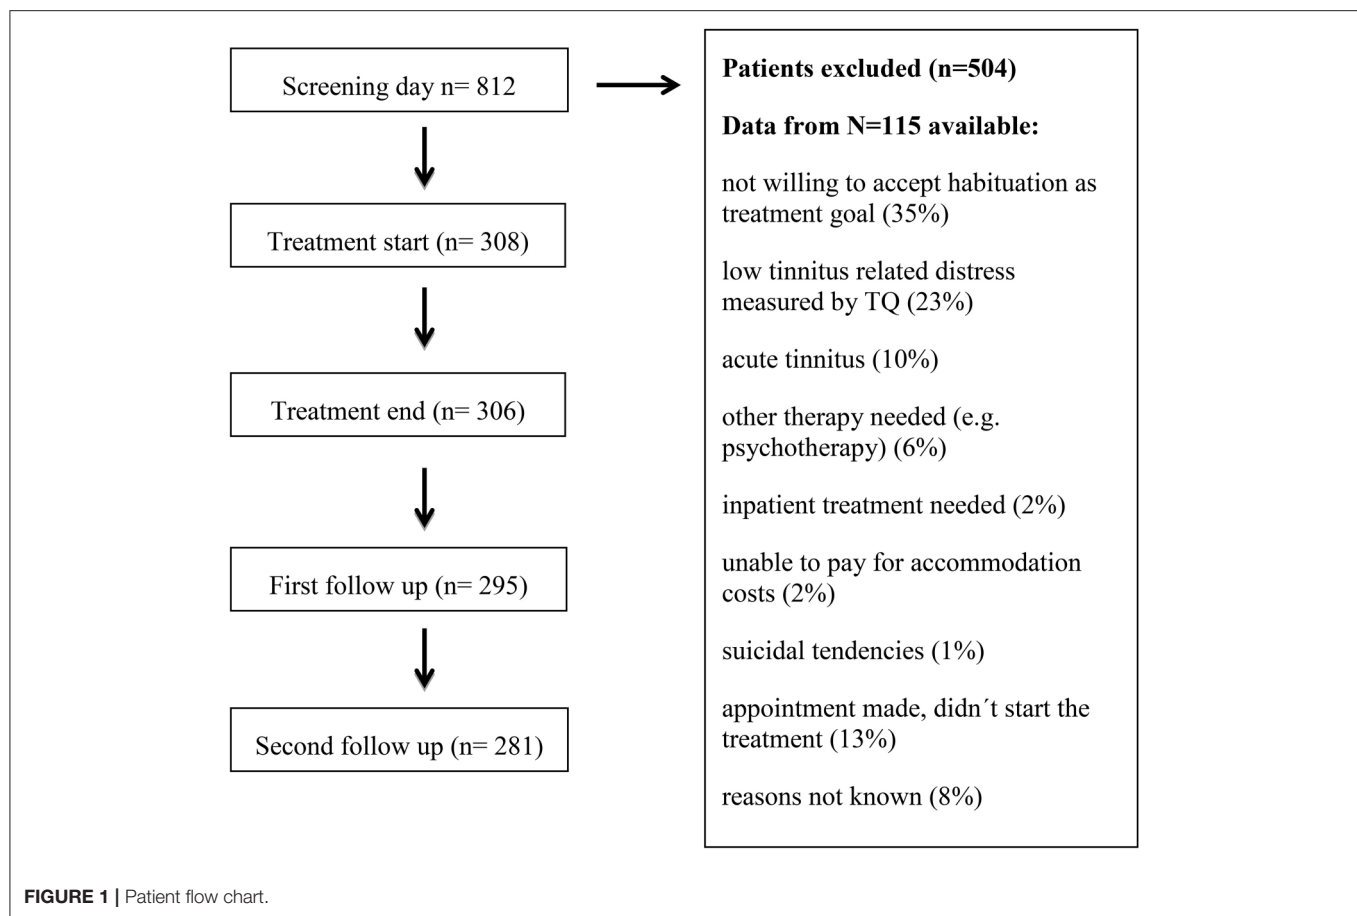 Screening day n= 812
Treatment start (n= 308)
Treatment end (n= 306)
First follow up (n= 295)
Second follow up (n= 281)
Patients excluded (n=504)
Data from N=115 available:
not willing to accept habituation as
treatment goal (35%)
low tinnitus related distress
measured by TQ (23%)
acute tinnitus (10%)
other therapy needed (e.g.
psychotherapy) (6%)
inpatient treatment needed (2%)
unable to pay for accommodation
costs (2%)
suicidal tendencies (1%)
appointment made, didn´t start the
treatment (13%)
reasons not known (8%)
FIGURE 1 | Patient flow chart.